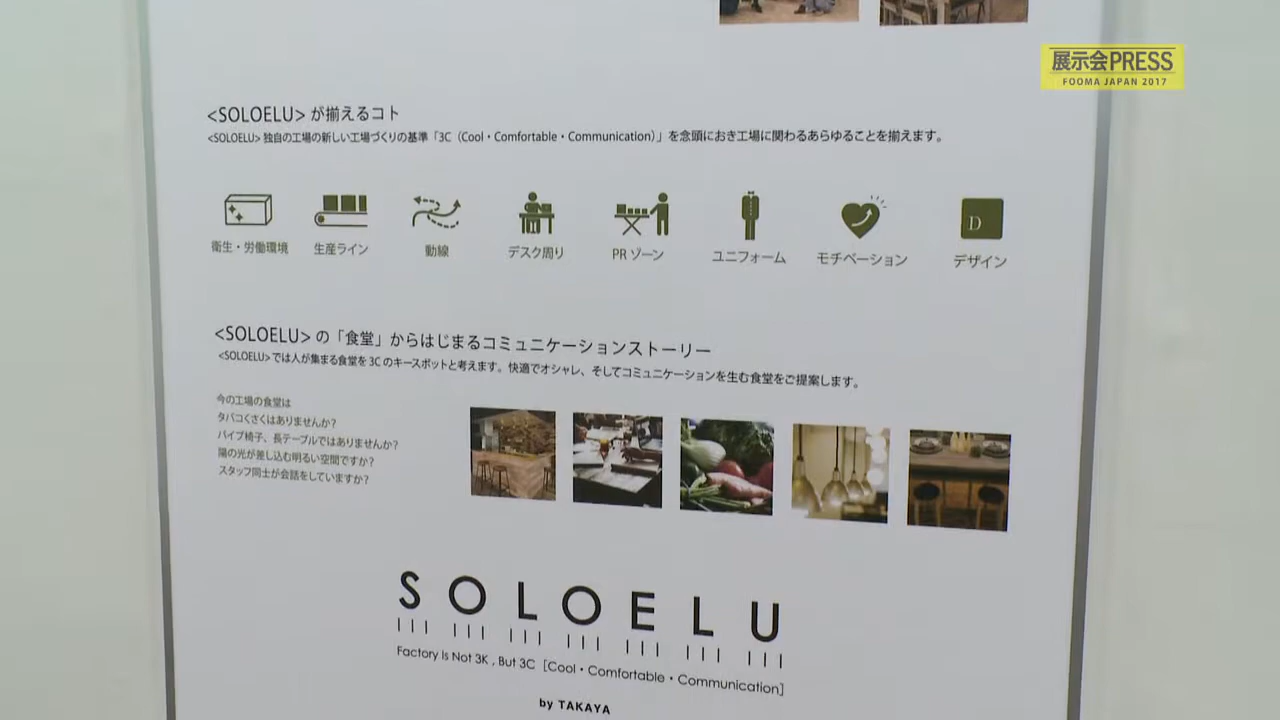 展示会PRESS
FOOMA JAPAN 2017
<SOLOELU> が揃えるコト
<SOLOELU> 独自の工場の新しい工場づくりの基準「3C（Cool・Comfortable・Communication）」を念頭におき工場に関わるあらゆることを揃えます。
衛生・労働環境
生産ライン
動線
デスク周り
PR ゾーン
ユニフォーム
モチベーション
D
デザイン
<SOLOELU> の「食堂」からはじまるコミュニケーションストーリー
<SOLOELU> では人が集まる食堂を 3C のキースポットと考えます。快適でオシャレ、そしてコミュニケーションを生む食堂をご提案します。
今の工場の食堂は
タバコくさくはありませんか?
パイプ椅子、長テーブルではありませんか?
陽の光が差し込む明るい空間ですか?
スタッフ同士が会話をしていますか?
SOLOELU
Factory Is Not 3K , But 3C [Cool・Comfortable・Communication]
by TAKAYA